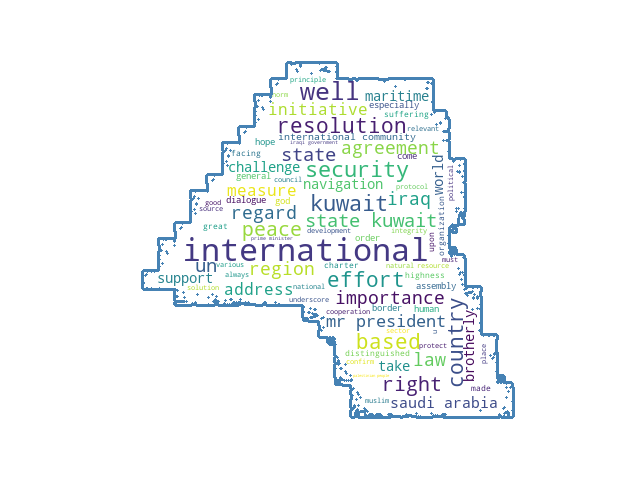 principle
well
norm
maritime
initiative
especially
suffering
resolution
relevant
international community
hope
iraqi government
agreement
facing
state
come
challenge
security
world
political
general
council
navigation
protocol
measure
god
iraq
good
dialogue
kuwait
source
regard
state kuwait
organization
great
peace
development
integrity
upon
prime minister
order
international
must
un
various
region
charter
natural resource
support
always
effort
highness
solution
address
national
assembly
underscore
importance
border
human
cooperation
mr president
country
brotherly
sector
based
protect
distinguished
law
place
confirm
take
right
made
muslim
saudi arabia